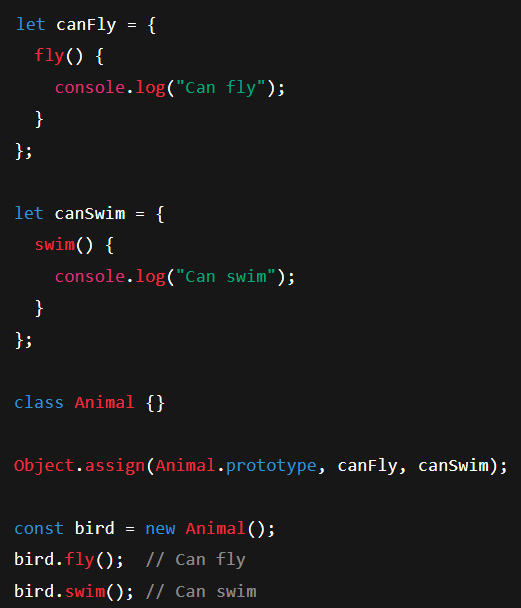 let canFly = {
  fly() {
    console.log("Can fly");
  }
};

let canSwim = {
  swim() {
    console.log("Can swim");
  }
};

class Animal {}

Object.assign(Animal.prototype, canFly, canSwim);

const bird = new Animal();
bird.fly();  // Can fly
bird.swim(); // Can swim